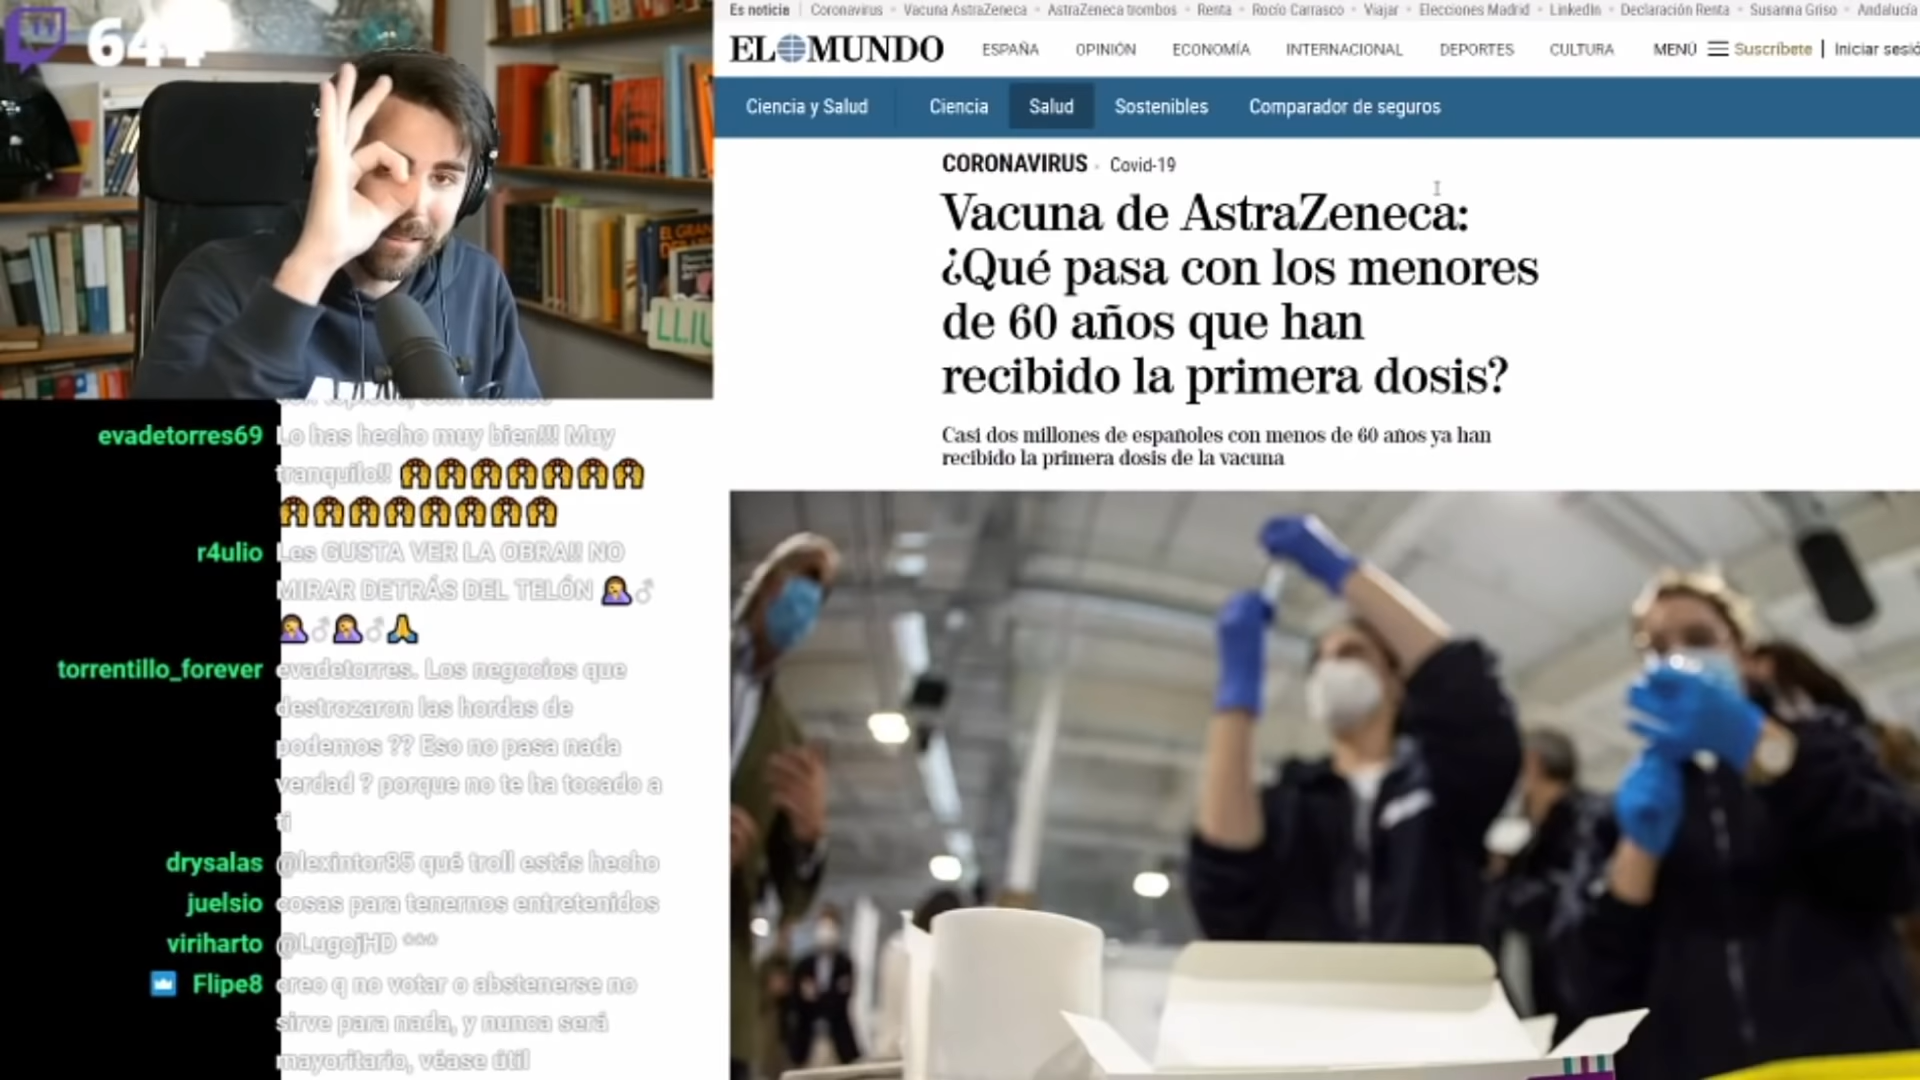 644
Es noticia
Coronavirus
Vacuna AstraZeneca
AstraZeneca trombos
Renta
Rocío Carrasco
Viajar
Elecciones Madrid
LinkedIn
Declaración Renta
Susanna Griso
Andalucía
EL MUNDO
ESPAÑA
OPINIÓN
ECONOMÍA
INTERNACIONAL
DEPORTES
CULTURA
MENÚ
Suscríbete
Iniciar sesió
Ciencia y Salud
Ciencia
Salud
Sostenibles
Comparador de seguros
CORONAVIRUS
Covid-19
Vacuna de AstraZeneca:
¿Qué pasa con los menores
de 60 años que han
recibido la primera dosis?
Casi dos millones de españoles con menos de 60 años ya han
recibido la primera dosis de la vacuna
EL GRAN
evadetorres69 Lo has hecho muy bien!!! Muy
tranquilo!!
r4ulio Les GUSTA VER LA OBRA!! NO
MIRAR DETRÁS DEL TELÓN
torrentillo_forever evadetorres. Los negocios que
destrozaron las hordas de
podemos ?? Eso no pasa nada
verdad ? porque no te ha tocado a
ti
drysalas @lexintor85 qué troll estás hecho
juelsio cosas para tenernos entretenidos
viriharto @LugojHD ***
Flipe8 creo q no votar o abstenerse no
sirve para nada, y nunca será
mayoritario, véase útil